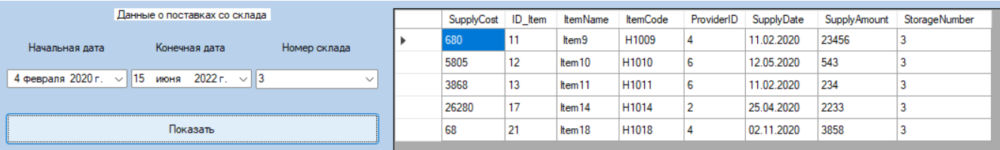 Данные о поставках со склада
Начальная дата Конечная дата Номер склада
4 февраля 2020 г. 15 июня 2022 г. 3
Показать
SupplyCost ID_Item ItemName ItemCode ProviderID SupplyDate SupplyAmount StorageNumber
680 11 Item9 H1009 4 11.02.2020 23456 3
5805 12 Item10 H1010 6 12.05.2020 543 3
3868 13 Item11 H1011 6 11.02.2020 234 3
26280 17 Item14 H1014 2 25.04.2020 2233 3
68 21 Item18 H1018 4 02.11.2020 3858 3